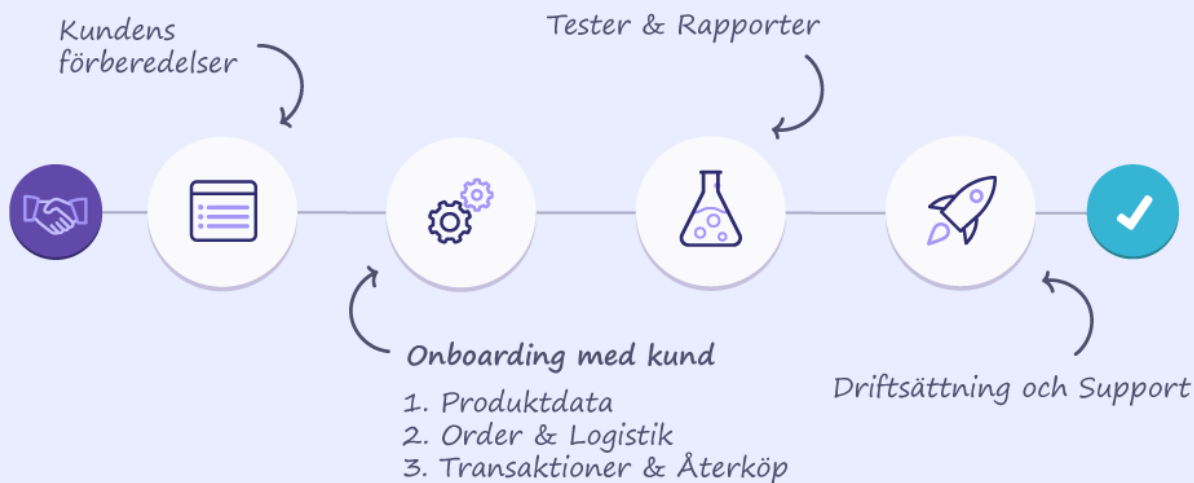 Kundens
förberedelser
Tester & Rapporter
Onboarding med kund
1. Produktdata
2. Order & Logistik
3. Transaktioner & Återköp
Driftsättning och Support